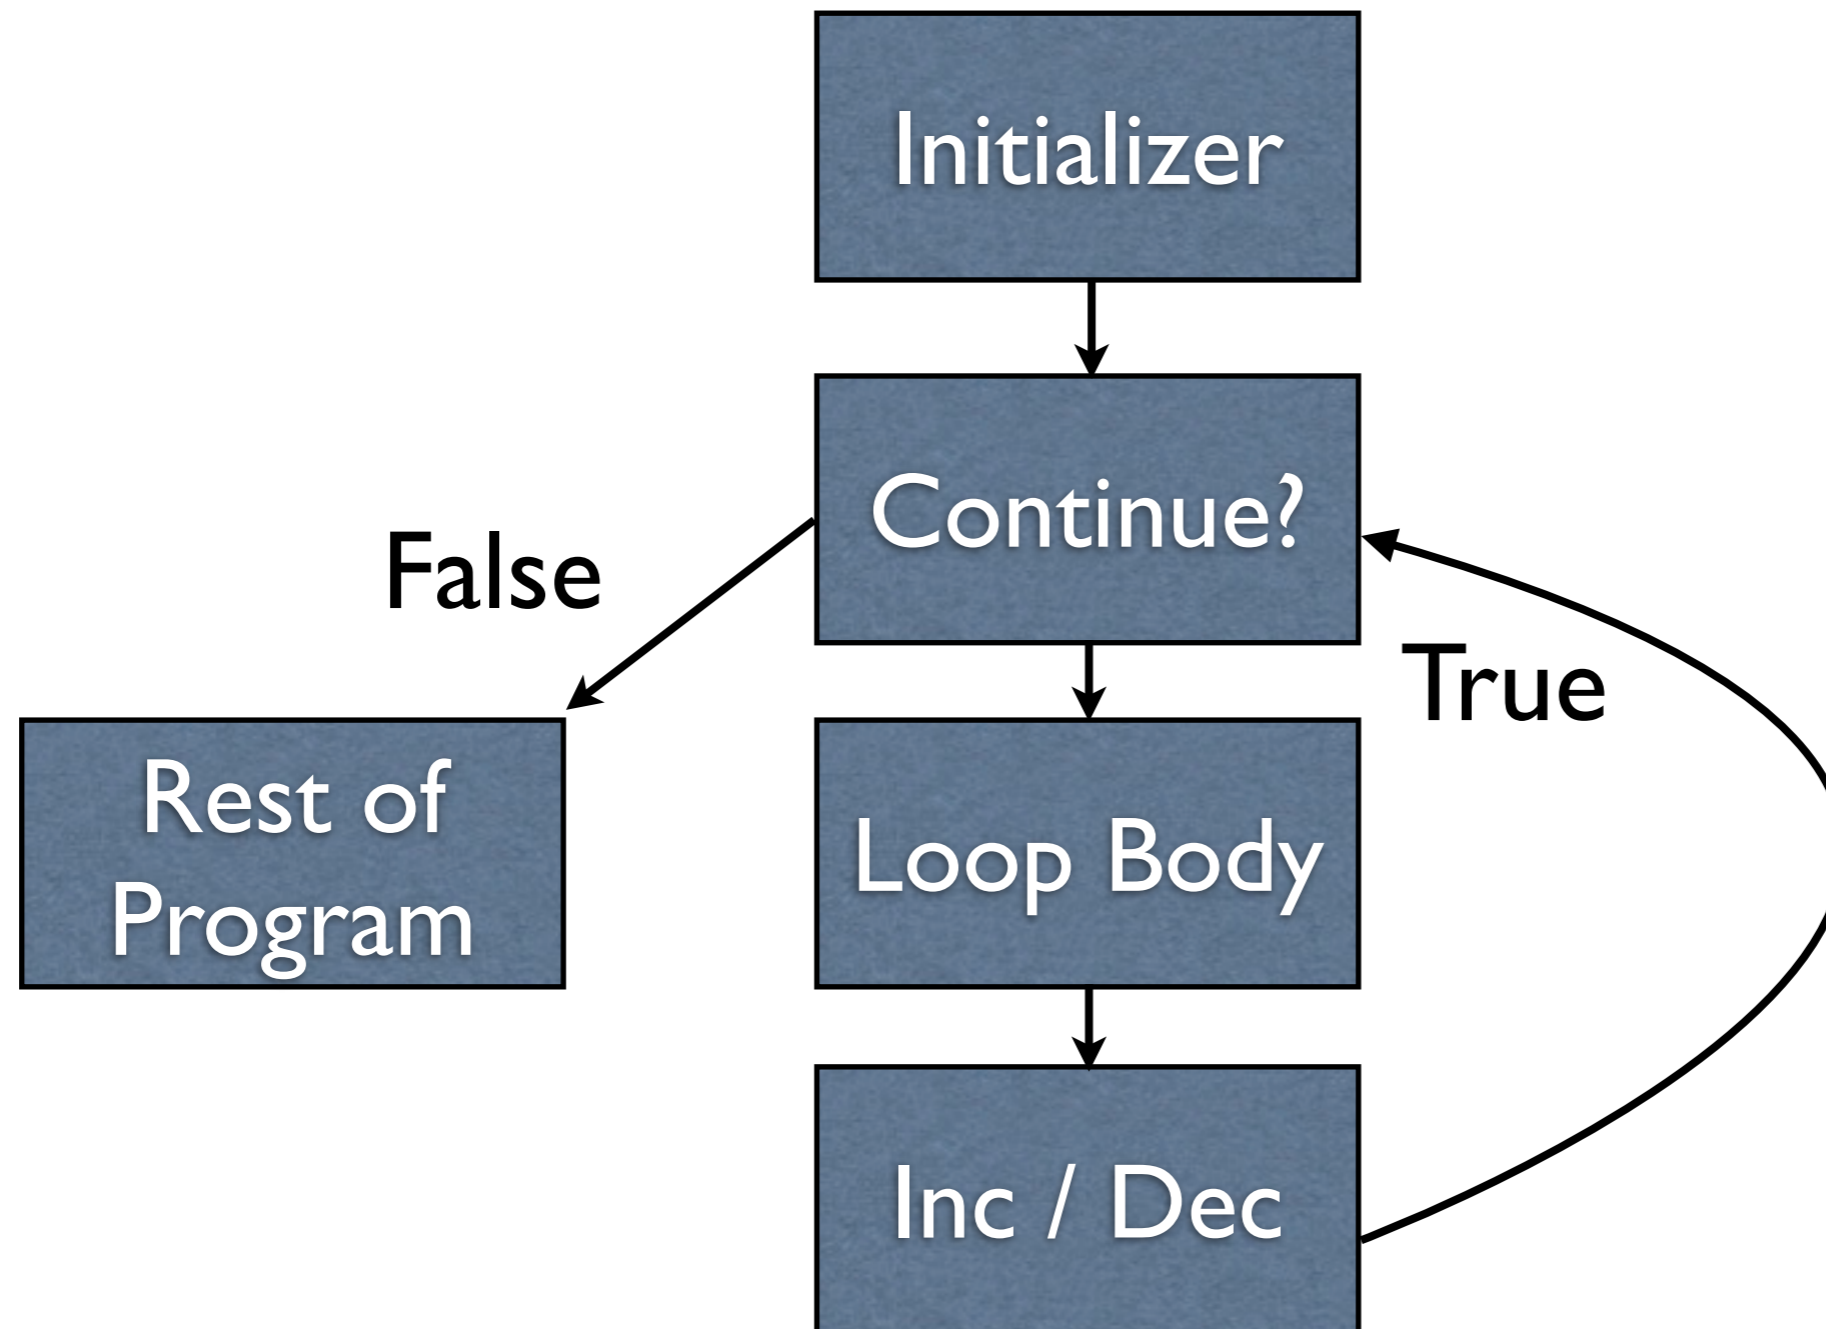 Initializer
Continue?
False
True
Rest of
Program
Loop Body
Inc / Dec